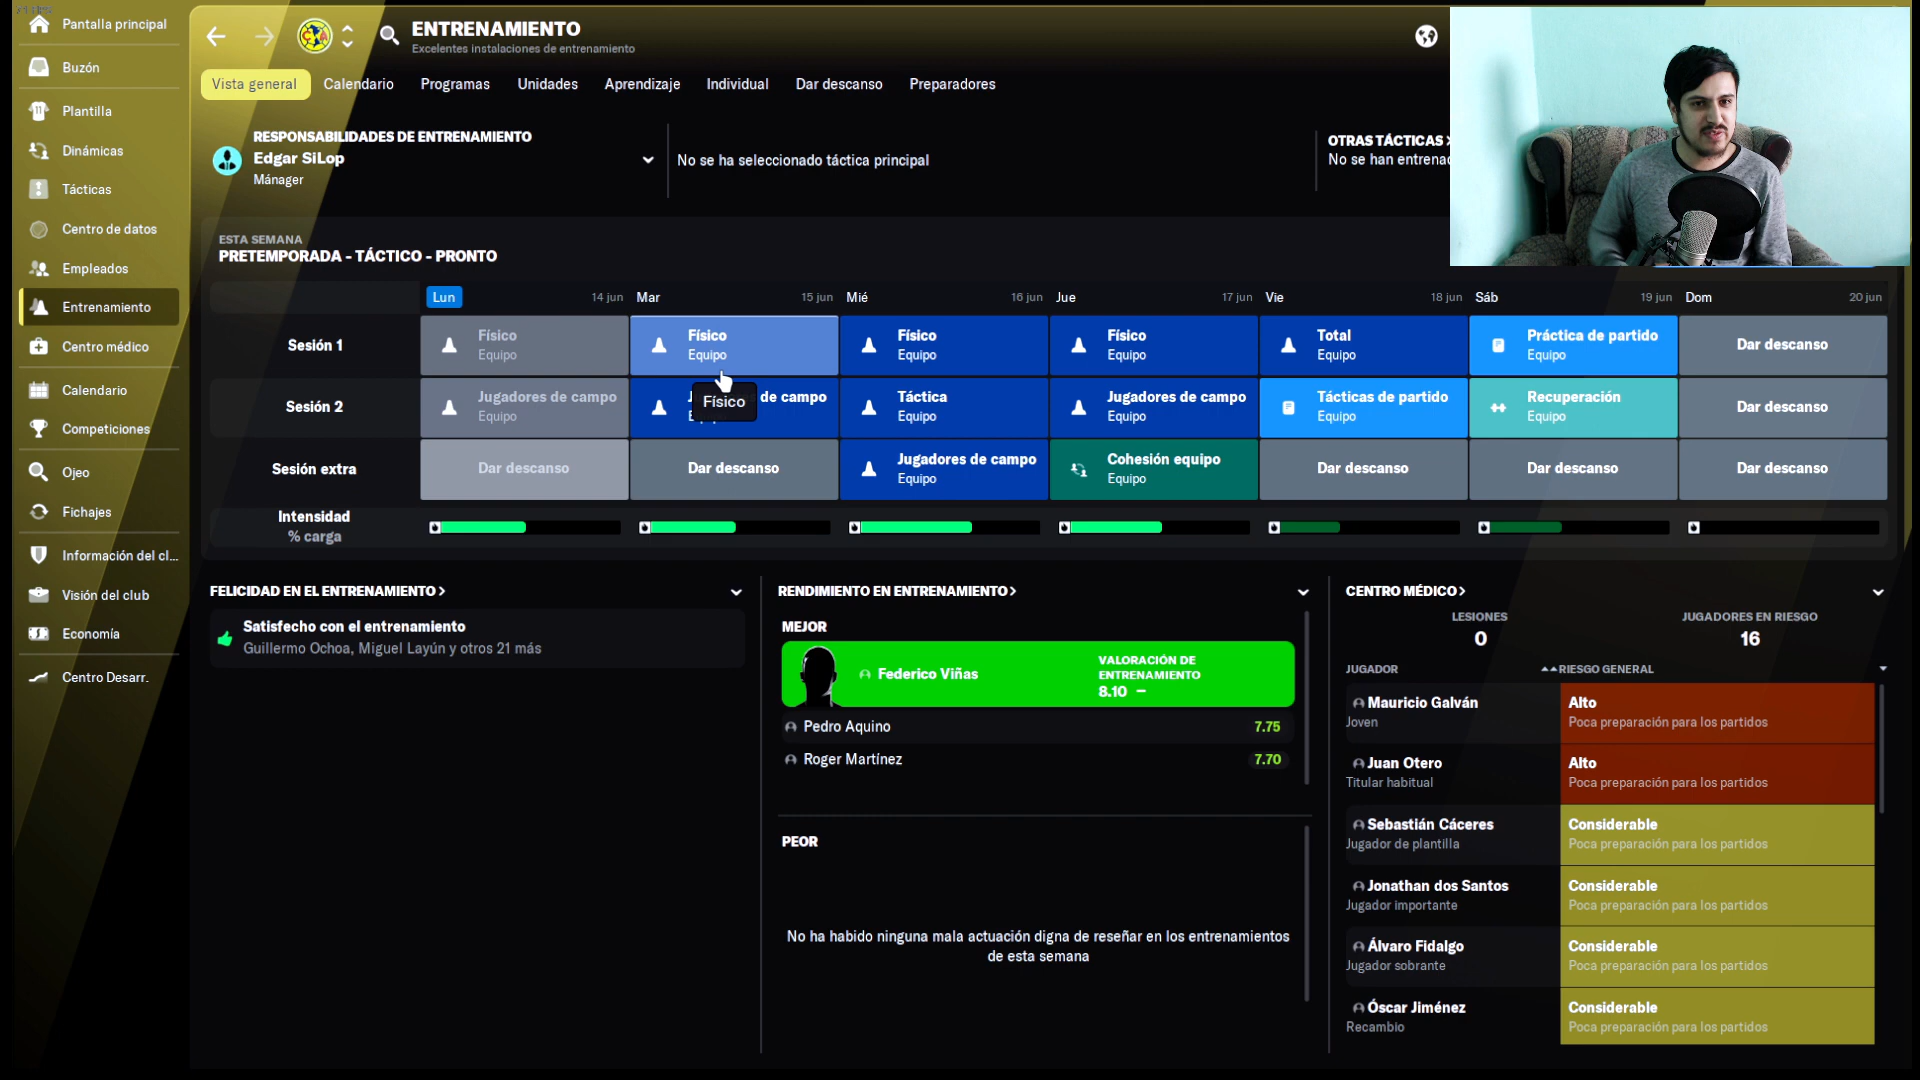 Pantalla principal
Buzón
Plantilla
Dinámicas
Tácticas
Centro de datos
Empleados
Entrenamiento
Centro médico
Calendario
Competiciones
Ojeo
Fichajes
Información del cl...
Visión del club
Economía
Centro Desarr.
ENTRENAMIENTO
Excelentes instalaciones de entrenamiento
Vista general Calendario Programas Unidades Aprendizaje Individual Dar descanso Preparadores
RESPONSABILIDADES DE ENTRENAMIENTO
Edgar SiLop
Mánager
No se ha seleccionado táctica principal
OTRAS TÁCTICAS
No se han entrenad
ESTA SEMANA
PRETEMPORADA - TÁCTICO - PRONTO
Lun 14 jun Mar 15 jun Mié 16 jun Jue 17 jun Vie 18 jun Sáb 19 jun Dom 20 jun
Sesión 1
Físico Físico Físico Físico Total Práctica de partido Dar descanso
Equipo Equipo Equipo Equipo Equipo Equipo
Sesión 2
Jugadores de campo de campo Táctica Jugadores de campo Tácticas de partido Recuperación Dar descanso
Equipo Equipo Equipo Equipo Equipo
Físico
Sesión extra
Dar descanso Dar descanso Jugadores de campo Cohesión equipo Dar descanso Dar descanso Dar descanso
Equipo Equipo
Intensidad
% carga
FELICIDAD EN EL ENTRENAMIENTO >
Satisfecho con el entrenamiento
Guillermo Ochoa, Miguel Layún y otros 21 más
RENDIMIENTO EN ENTRENAMIENTO >
MEJOR
Federico Viñas
VALORACIÓN DE
ENTRENAMIENTO
8.10 –
Pedro Aquino 7.75
Roger Martínez 7.70
PEOR
No ha habido ninguna mala actuación digna de reseñar en los entrenamientos
de esta semana
CENTRO MÉDICO >
LESIONES JUGADORES EN RIESGO
0 16
JUGADOR RIESGO GENERAL
Mauricio Galván Alto
Joven Poca preparación para los partidos
Juan Otero Alto
Titular habitual Poca preparación para los partidos
Sebastián Cáceres Considerable
Jugador de plantilla Poca preparación para los partidos
Jonathan dos Santos Considerable
Jugador importante Poca preparación para los partidos
Álvaro Fidalgo Considerable
Jugador sobrante Poca preparación para los partidos
Óscar Jiménez Considerable
Recambio Poca preparación para los partidos